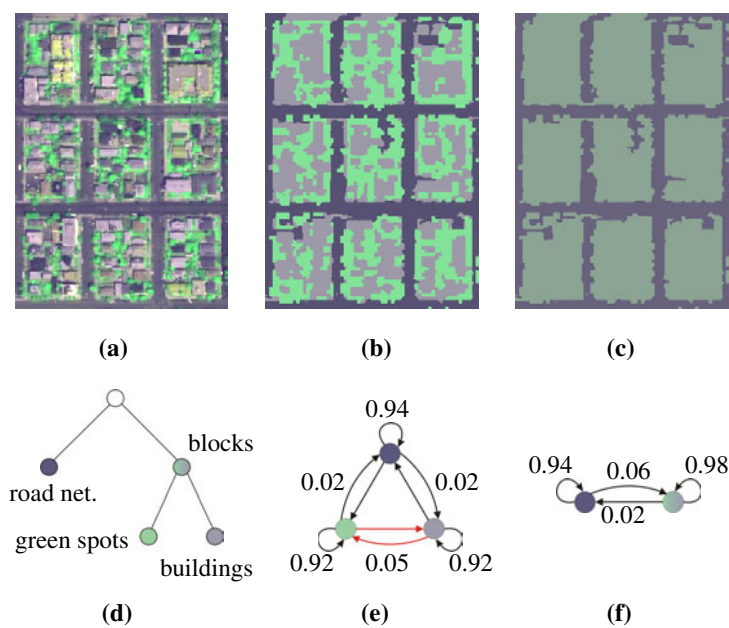 (a) (b) (c)
0.94
blocks
0.94 0.06 0.98
road net. 0.02 0.02
0.02
green spots
0.92 0.05 0.92
buildings
(d) (e) (f)